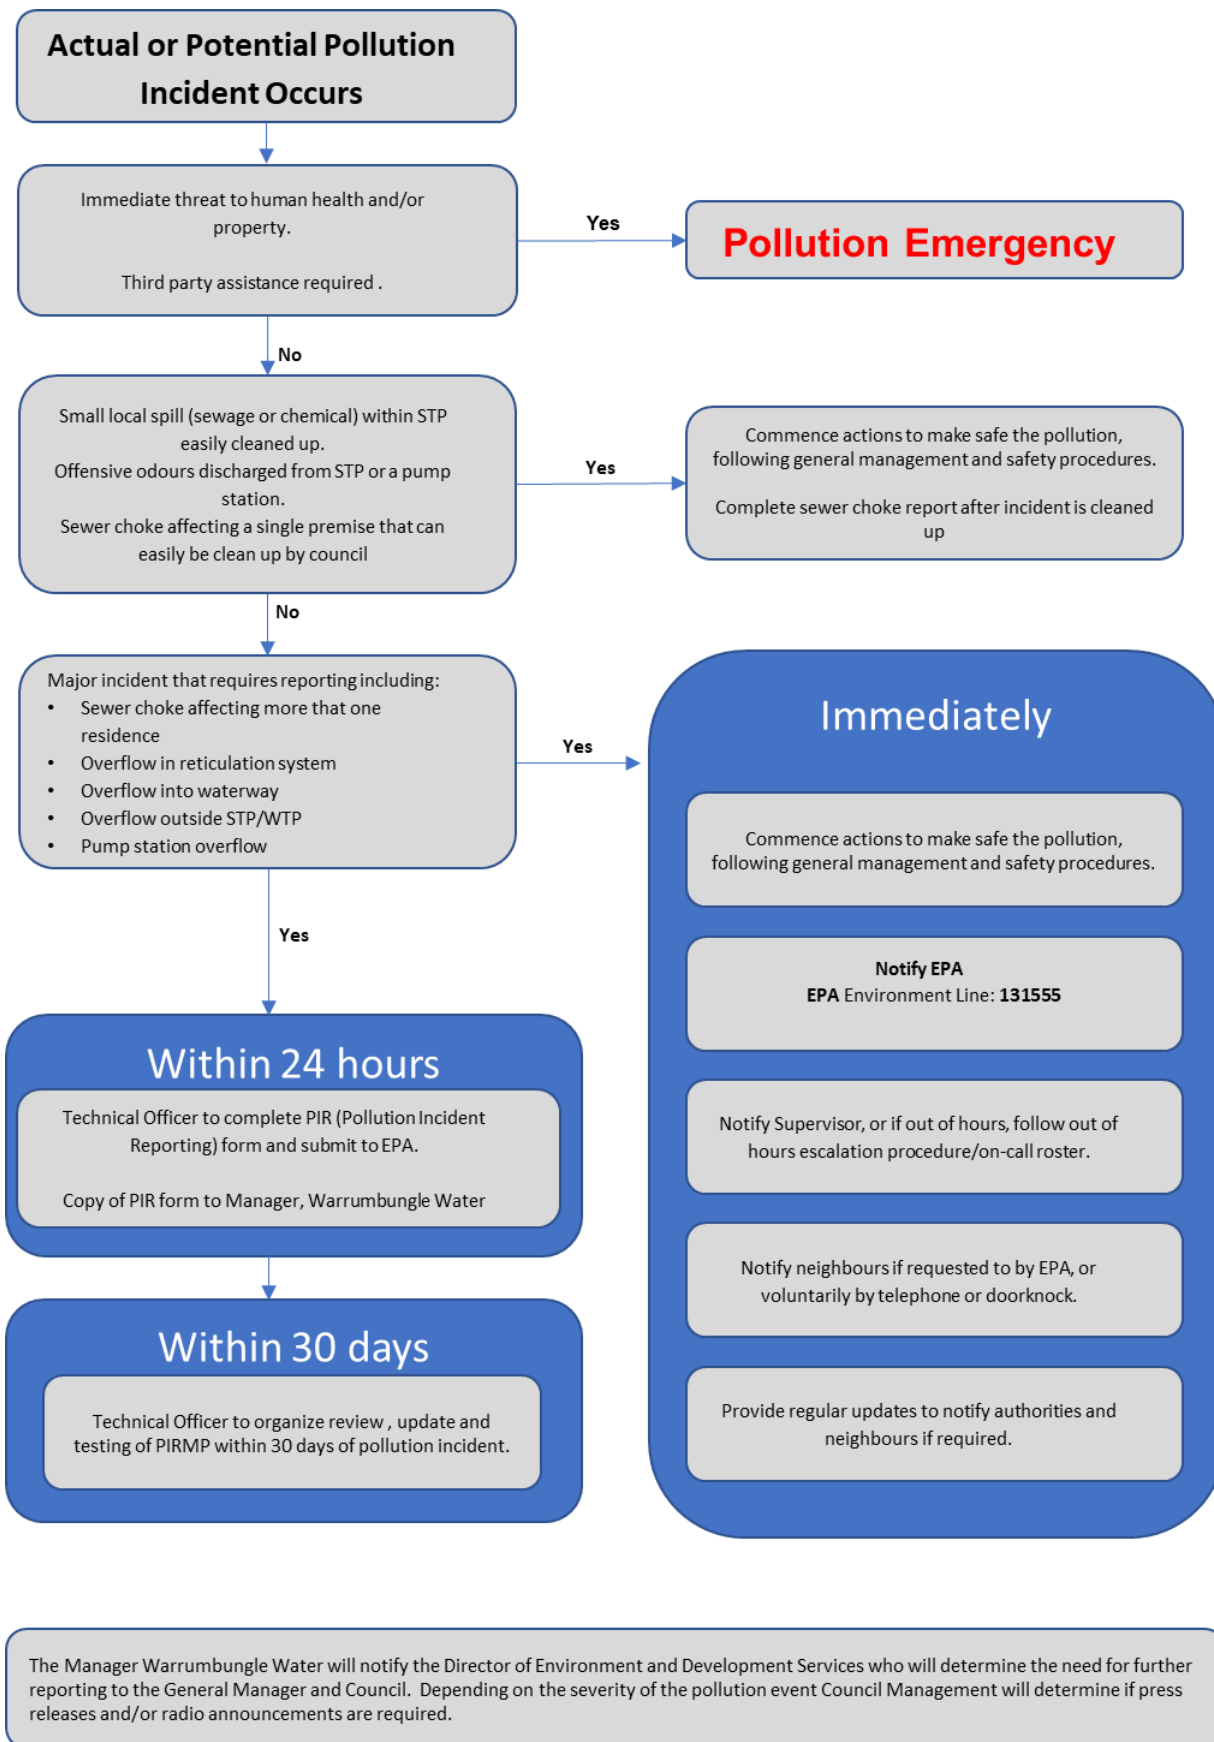 Actual or Potential Pollution
Incident Occurs
Immediate threat to human health and/or
property.
Third party assistance required .
Yes
Pollution Emergency
No
Small local spill (sewage or chemical) within STP
easily cleaned up.
Offensive odours discharged from STP or a pump
station.
Sewer choke affecting a single premise that can
easily be clean up by council
Yes
Commence actions to make safe the pollution,
following general management and safety procedures.
Complete sewer choke report after incident is cleaned
up
No
Major incident that requires reporting including:
• Sewer choke affecting more that one
residence
• Overflow in reticulation system
• Overflow into waterway
• Overflow outside STP/WTP
• Pump station overflow
Yes
Immediately
Commence actions to make safe the pollution,
following general management and safety procedures.
Notify EPA
EPA Environment Line: 131555
Notify Supervisor, or if out of hours, follow out of
hours escalation procedure/on-call roster.
Notify neighbours if requested to by EPA, or
voluntarily by telephone or doorknock.
Provide regular updates to notify authorities and
neighbours if required.
Yes
Within 24 hours
Technical Officer to complete PIR (Pollution Incident
Reporting) form and submit to EPA.
Copy of PIR form to Manager, Warrumbungle Water
Within 30 days
Technical Officer to organize review , update and
testing of PIRMP within 30 days of pollution incident.
The Manager Warrumbungle Water will notify the Director of Environment and Development Services who will determine the need for further
reporting to the General Manager and Council.  Depending on the severity of the pollution event Council Management will determine if press
releases and/or radio announcements are required.